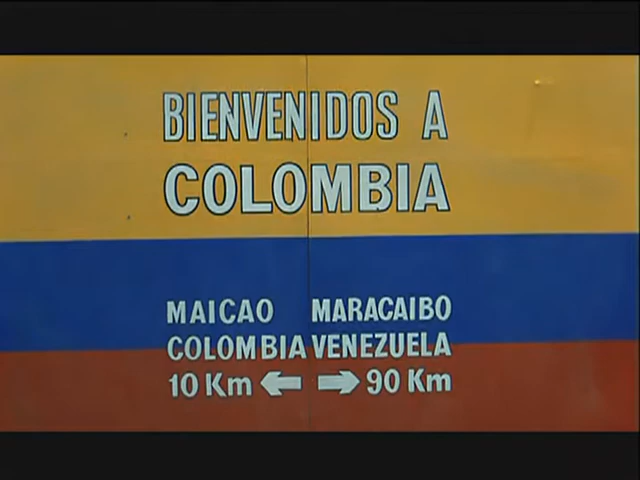 BIENVENIDOS A
COLOMBIA
MAICAO MARACAIBO
COLOMBIA VENEZUELA
10 Km ← → 90 Km